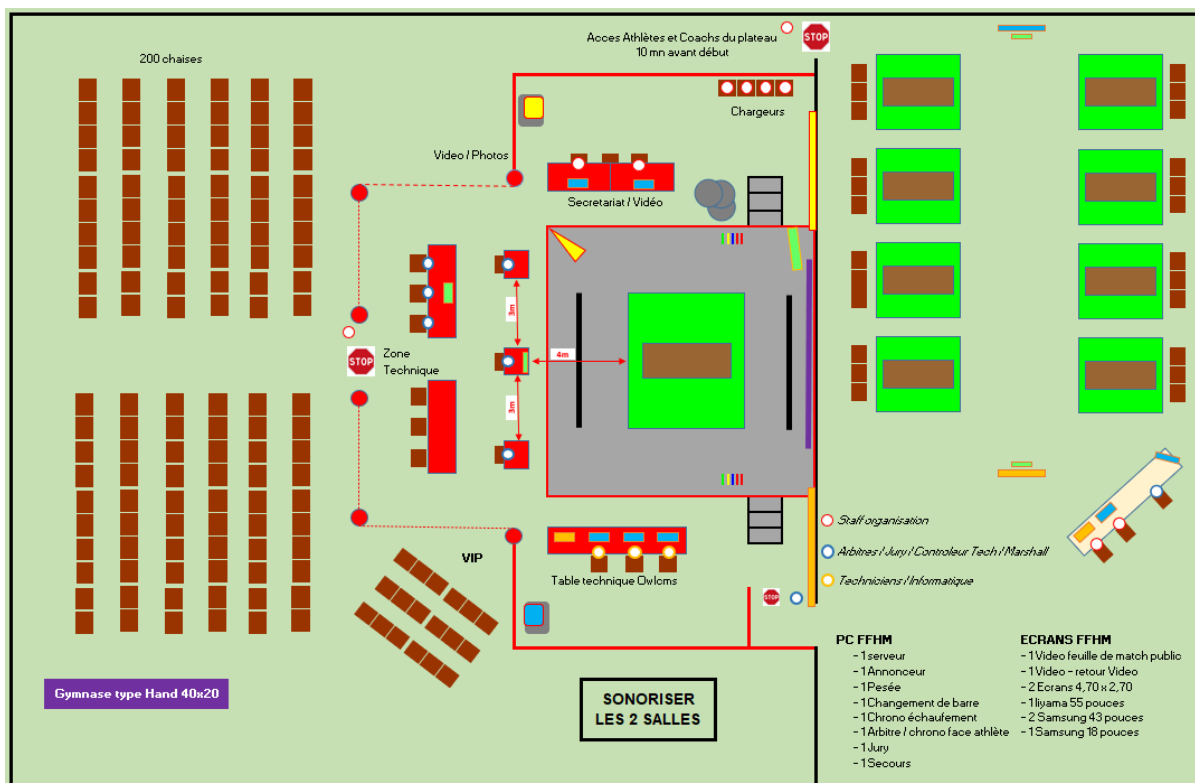 Acces Athlètes et Coachs du plateau
10 mn avant début
STOP
200 chaises
Chargeurs
Video / Photos
Secretariat / Vidéo
3m
4m
STOP
Zone
Technique
3m
VIP
Table technique Owlcms
STOP
Staff organisation
Arbitres / Jury / Controleur Tech / Marshall
Techniciens / Informatique
Gymnase type Hand 40x20
SONORISER
LES 2 SALLES
PC FFHM
- 1 serveur
- 1 Annonceur
- 1 Pesée
- 1 Changement de barre
- 1 Chrono échaufement
- 1 Arbitre / chrono face athlète
- 1 Jury
- 1 Secours
ECRANS FFHM
- 1 Video feuille de match public
- 1 Video - retour Video
- 2 Ecrans 4,70 x 2,70
- 1 Iiyama 55 pouces
- 2 Samsung 43 pouces
- 1 Samsung 18 pouces